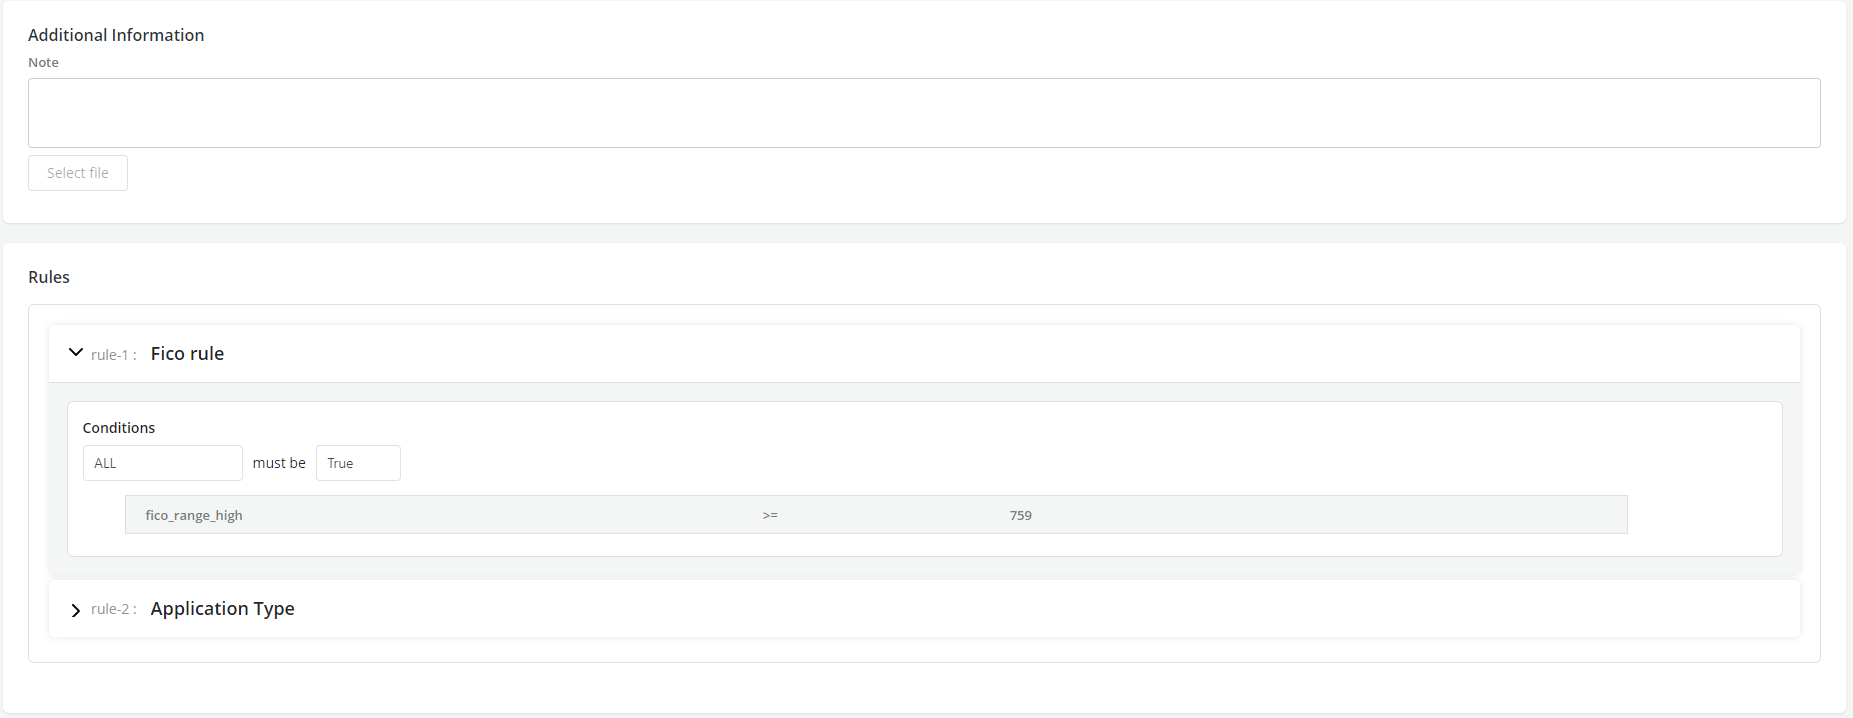 Additional Information
Note
Select file
Rules
rule-1 : Fico rule
Conditions
ALL must be True
fico_range_high >= 759
rule-2 : Application Type